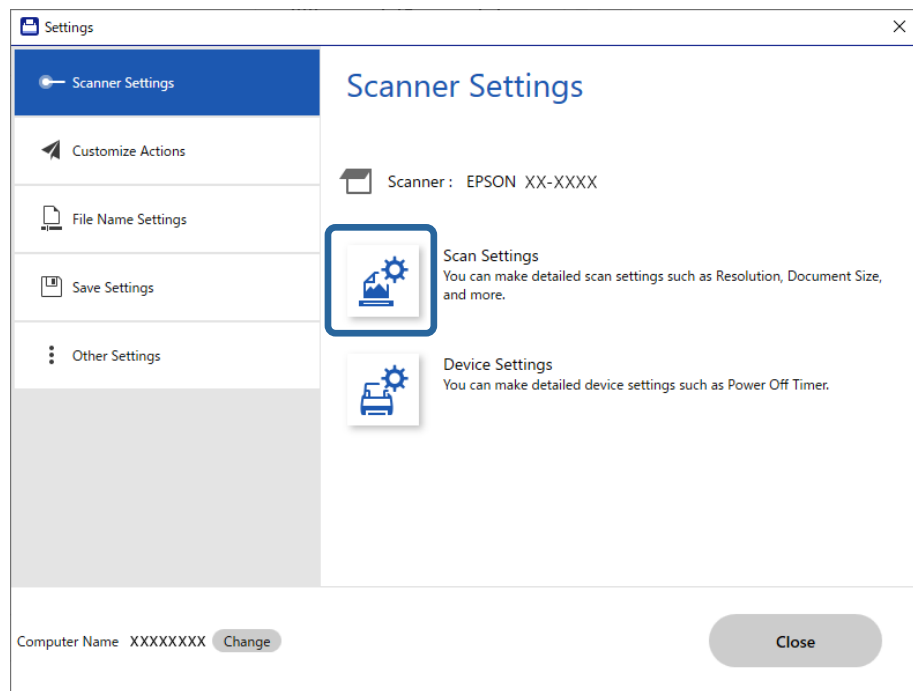 Settings
Scanner Settings
Customize Actions
File Name Settings
Save Settings
Other Settings
Scanner Settings
Scanner : EPSON XX-XXXX
Scan Settings
You can make detailed scan settings such as Resolution, Document Size,
and more.
Device Settings
You can make detailed device settings such as Power Off Timer.
Computer Name XXXXXXXX Change
Close